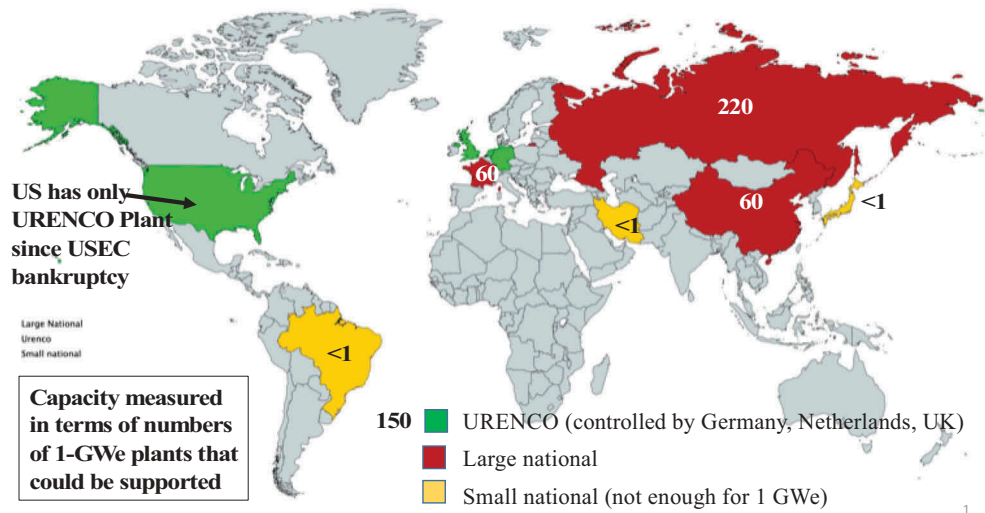 220
60
60
<1
<1
US has only
URENCO Plant
since USEC
bankruptcy
Large National
Urenco
Small national
<1
Capacity measured
in terms of numbers
of 1-GWe plants that
could be supported
150 URENCO (controlled by Germany, Netherlands, UK)
Large national
Small national (not enough for 1 GWe)
1